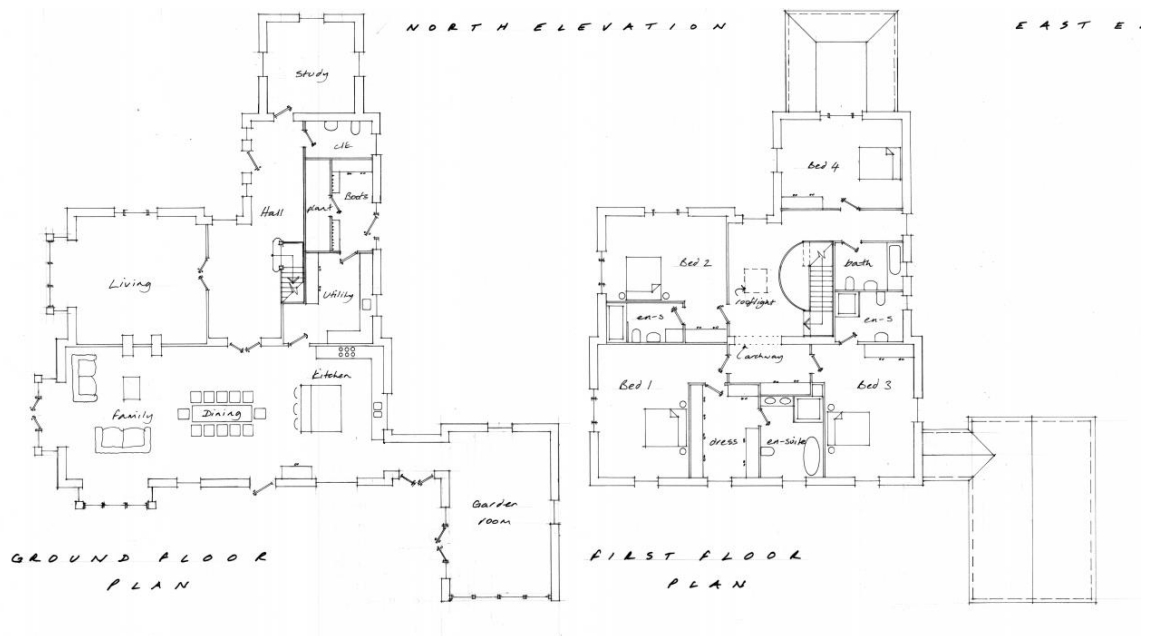 NORTH ELEVATION
EAST E
Study
clk
Boots
plant
Hall
Living
Utility
Kitchen
Family
Dining
Garden
room
GROUND FLOOR
PLAN
Bed 4
Bed 2
bath
rooflight
en-s
en-s
archway
Bed 1
Bed 3
dress
en-suite
FIRST FLOOR
PLAN